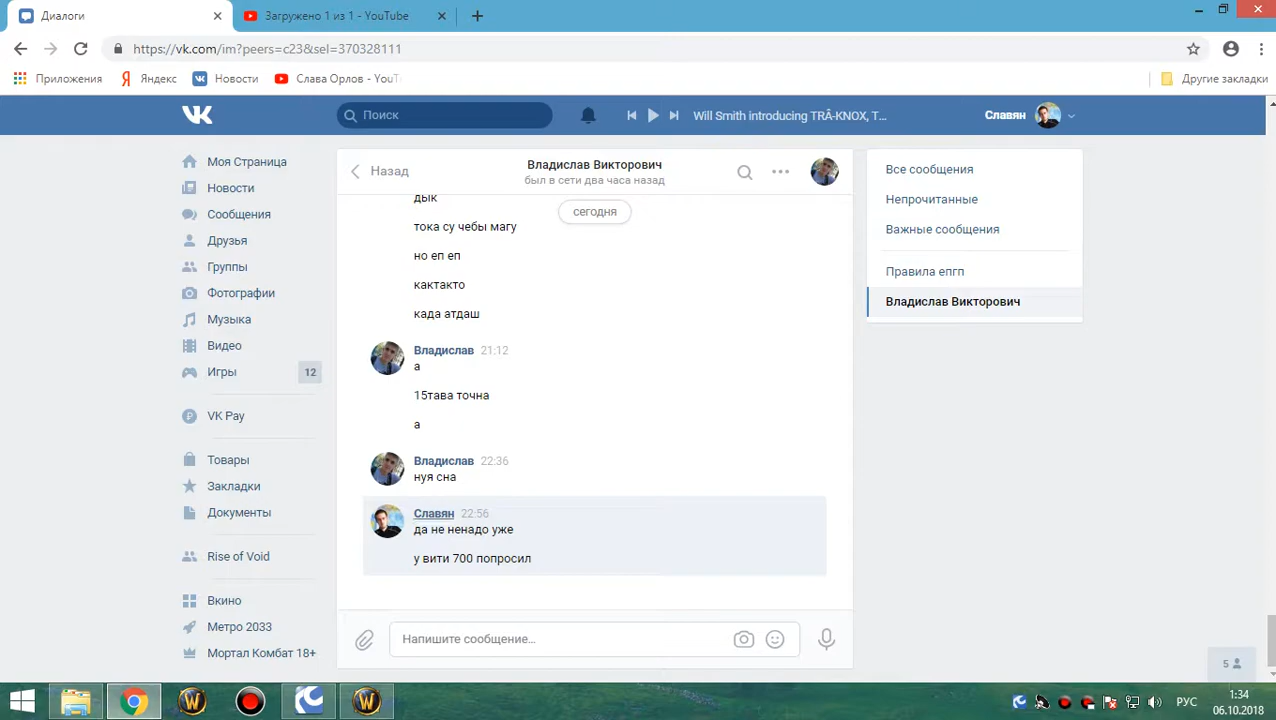 Диалоги
Загружено 1 из 1 - YouTube
https://vk.com/im?peers=c23&sel=370328111
Приложения
Яндекс
Новости
Слава Орлов - YouT
Другие закладки
Поиск
Will Smith introducing TRÂ-KNOX, T...
Славян
Моя Страница
Новости
Сообщения
Друзья
Группы
Фотографии
Музыка
Видео
Игры
12
VK Pay
Товары
Закладки
Документы
Rise of Void
Вкино
Метро 2033
Мортал Комбат 18+
Назад
Владислав Викторович
был в сети два часа назад
дык
сегодня
тока су чебы магу
но еп еп
кактакто
када атдаш
Владислав 21:12
а
15тава точна
а
Владислав 22:36
нуя сна
Славян 22:56
да не ненадо уже
у вити 700 попросил
Напишите сообщение...
Все сообщения
Непрочитанные
Важные сообщения
Правила епгп
Владислав Викторович
5
РУС
1:34
06.10.2018